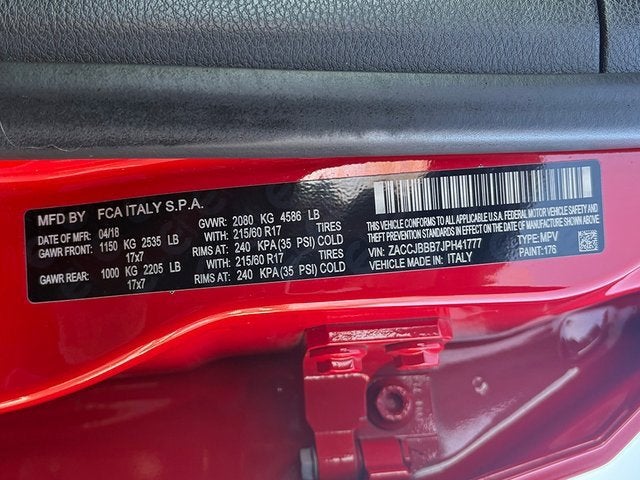 MFD BY FCA ITALY S.P.A.
DATE OF MFR 04/18
GAWR FRONT: 1150 KG 2535 LB
17x7
GAWR REAR: 1000 KG 2205 LB
17x7
GVWR: 2080 KG 4586 LB
WITH: 215/60 R17 TIRES
RIMS AT: 240 KPA(35 PSI) COLD
WITH: 215/60 R17 TIRES
RIMS AT: 240 KPA(35 PSI) COLD
THIS VEHICLE CONFORMS TO ALL APPLICABLE U.S.A. FEDERAL MOTOR VEHICLE SAFETY AND
THEFT PREVENTION STANDARDS IN EFFECT ON THE DATE OF MANUFACTURE SHOWN ABOVE.
VIN: ZACCJBBB7JPH41777 TYPE: MPV
VEHICLE MADE IN: ITALY PAINT: 176